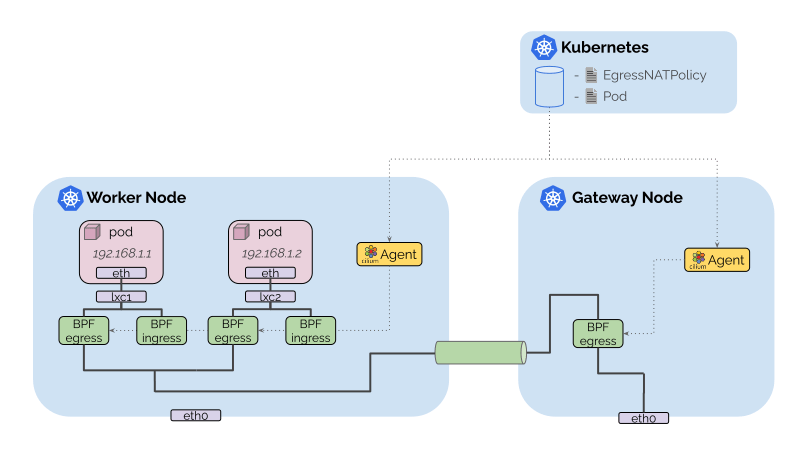 Kubernetes
- EgressNATPolicy
- Pod
Worker Node
Gateway Node
pod
192.168.1.1
eth
lxc1
pod
192.168.1.2
eth
lxc2
cilium
Agent
cilium
Agent
BPF
egress
BPF
ingress
BPF
egress
BPF
ingress
BPF
egress
eth0
eth0